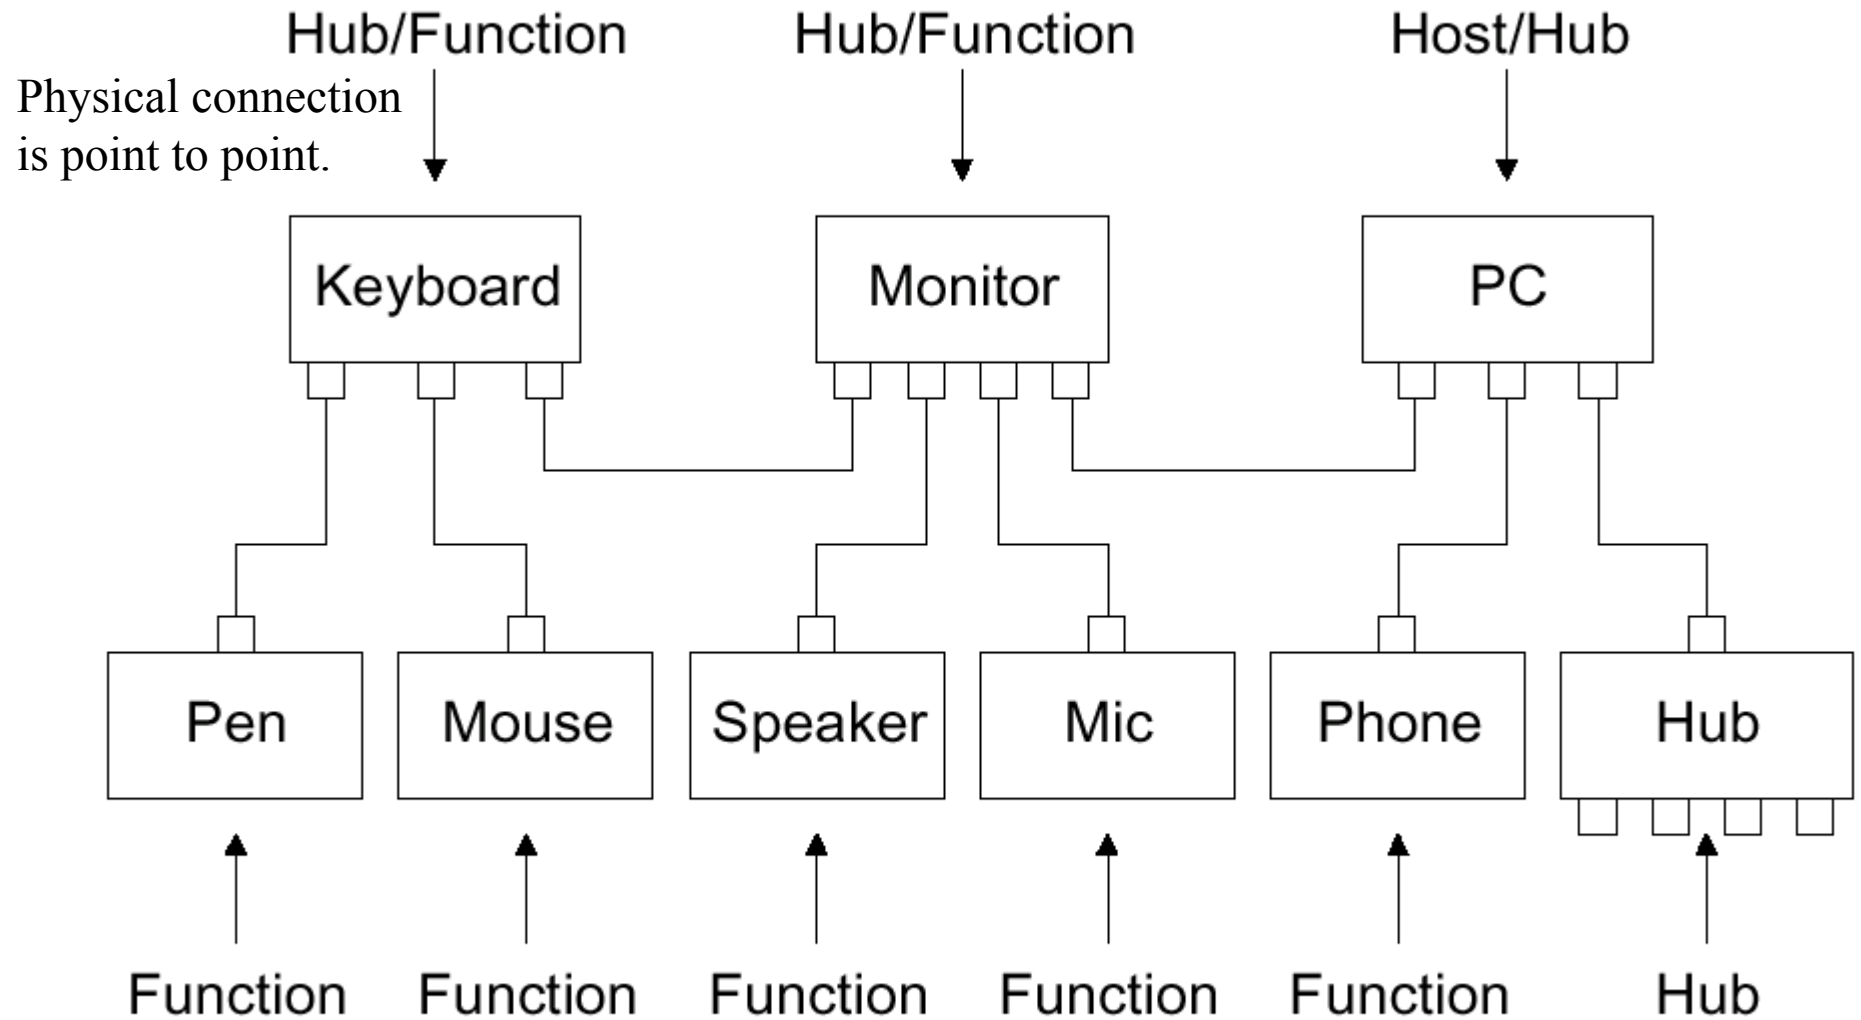 Hub/Function
Hub/Function
Host/Hub
Physical connection
is point to point.
Keyboard
Monitor
PC
Pen
Mouse
Speaker
Mic
Phone
Hub
Function
Function
Function
Function
Function
Hub